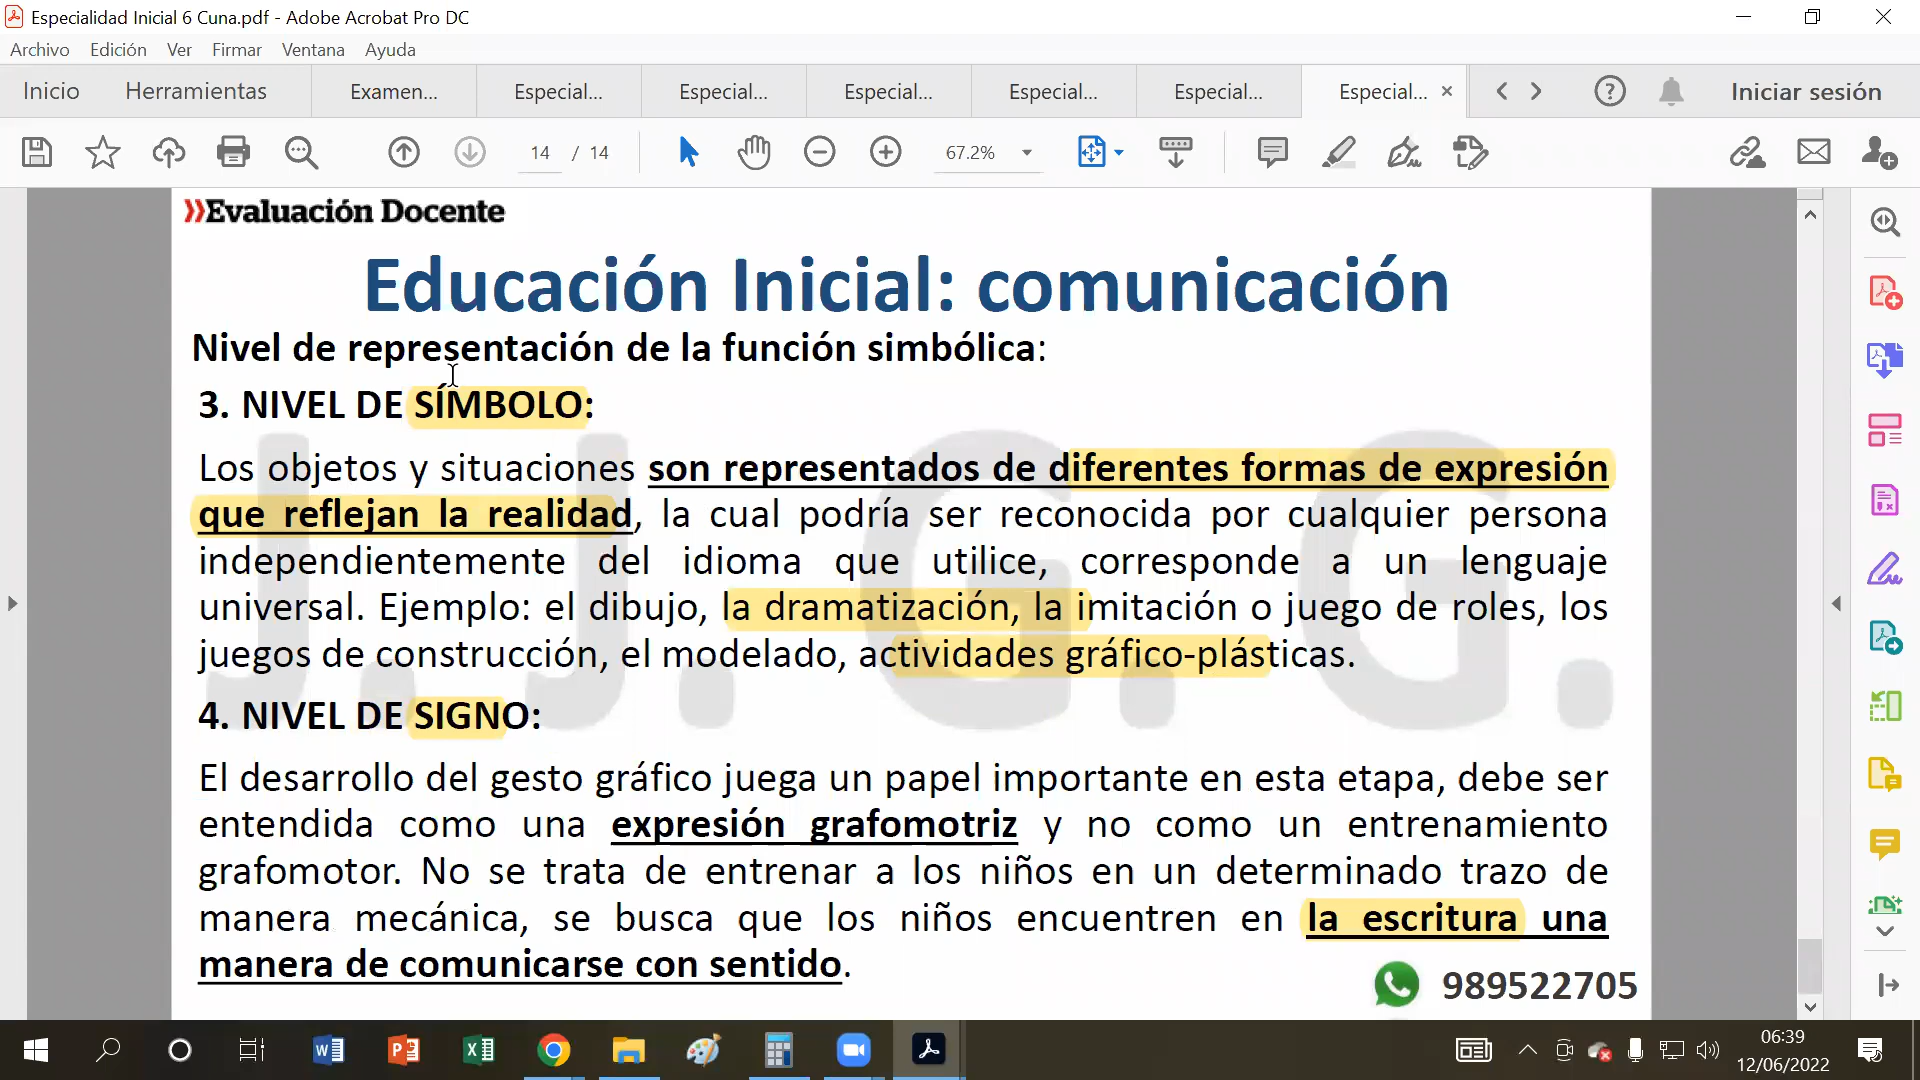 Especialidad Inicial 6 Cuna.pdf - Adobe Acrobat Pro DC
Archivo Edición Ver Firmar Ventana Ayuda
Inicio Herramientas Examen... Especial... Especial... Especial... Especial... Especial... Especial... Iniciar sesión
14 / 14 67.2%
Evaluación Docente
Educación Inicial: comunicación
Nivel de representación de la función simbólica:
3. NIVEL DE SÍMBOLO:
Los objetos y situaciones son representados de diferentes formas de expresión
que reflejan la realidad, la cual podría ser reconocida por cualquier persona
independientemente del idioma que utilice, corresponde a un lenguaje
universal. Ejemplo: el dibujo, la dramatización, la imitación o juego de roles, los
juegos de construcción, el modelado, actividades gráfico-plásticas.
4. NIVEL DE SIGNO:
El desarrollo del gesto gráfico juega un papel importante en esta etapa, debe ser
entendida como una expresión grafomotriz y no como un entrenamiento
grafomotor. No se trata de entrenar a los niños en un determinado trazo de
manera mecánica, se busca que los niños encuentren en la escritura una
manera de comunicarse con sentido.
989522705
J. J. G. G.
06:39
12/06/2022